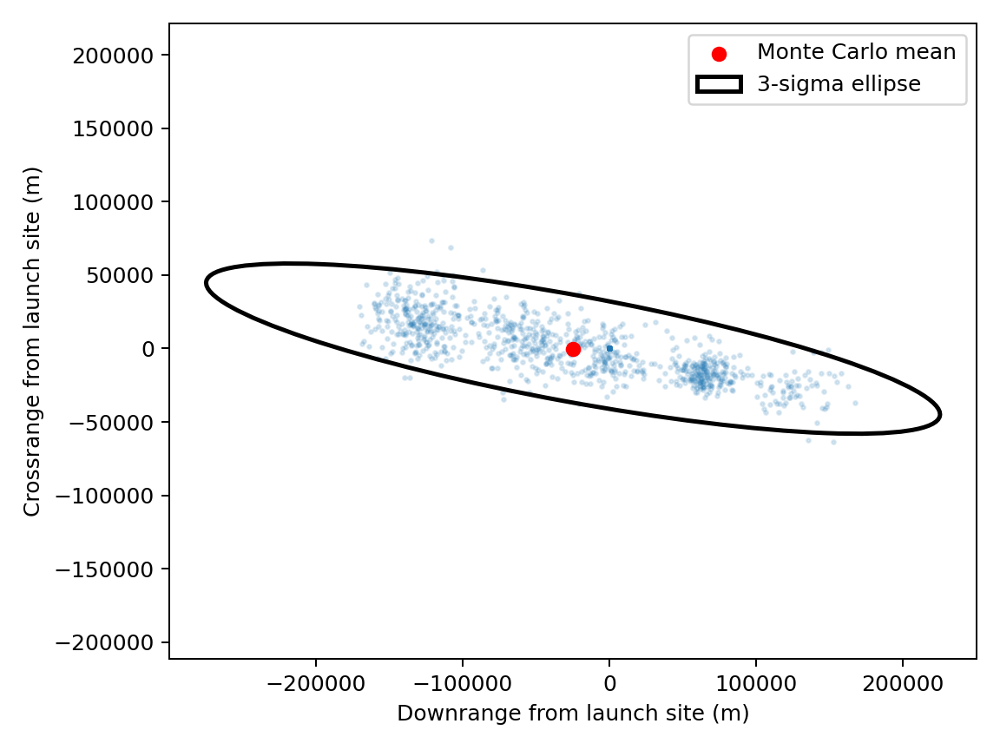 Monte Carlo mean
3-sigma ellipse
200000
150000
100000
50000
0
−50000
−100000
−150000
−200000
Crossrange from launch site (m)
−200000 −100000 0 100000 200000
Downrange from launch site (m)